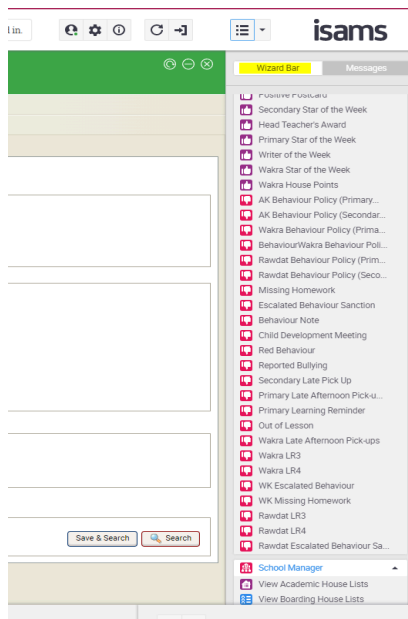 d in.
isams
Wizard Bar
Messages
Positive Postcard
Secondary Star of the Week
Head Teacher's Award
Primary Star of the Week
Writer of the Week
Wakra Star of the Week
Wakra House Points
AK Behaviour Policy (Primary...
AK Behaviour Policy (Secondar...
Wakra Behaviour Policy (Prima...
BehaviourWakra Behaviour Poli...
Rawdat Behaviour Policy (Prim...
Rawdat Behaviour Policy (Seco...
Missing Homework
Escalated Behaviour Sanction
Behaviour Note
Child Development Meeting
Red Behaviour
Reported Bullying
Secondary Late Pick Up
Primary Late Afternoon Pick-u...
Primary Learning Reminder
Out of Lesson
Wakra Late Afternoon Pick-ups
Wakra LR3
Wakra LR4
WK Escalated Behaviour
WK Missing Homework
Rawdat LR3
Rawdat LR4
Save & Search
Search
Rawdat Escalated Behaviour Sa...
School Manager
View Academic House Lists
View Boarding House Lists